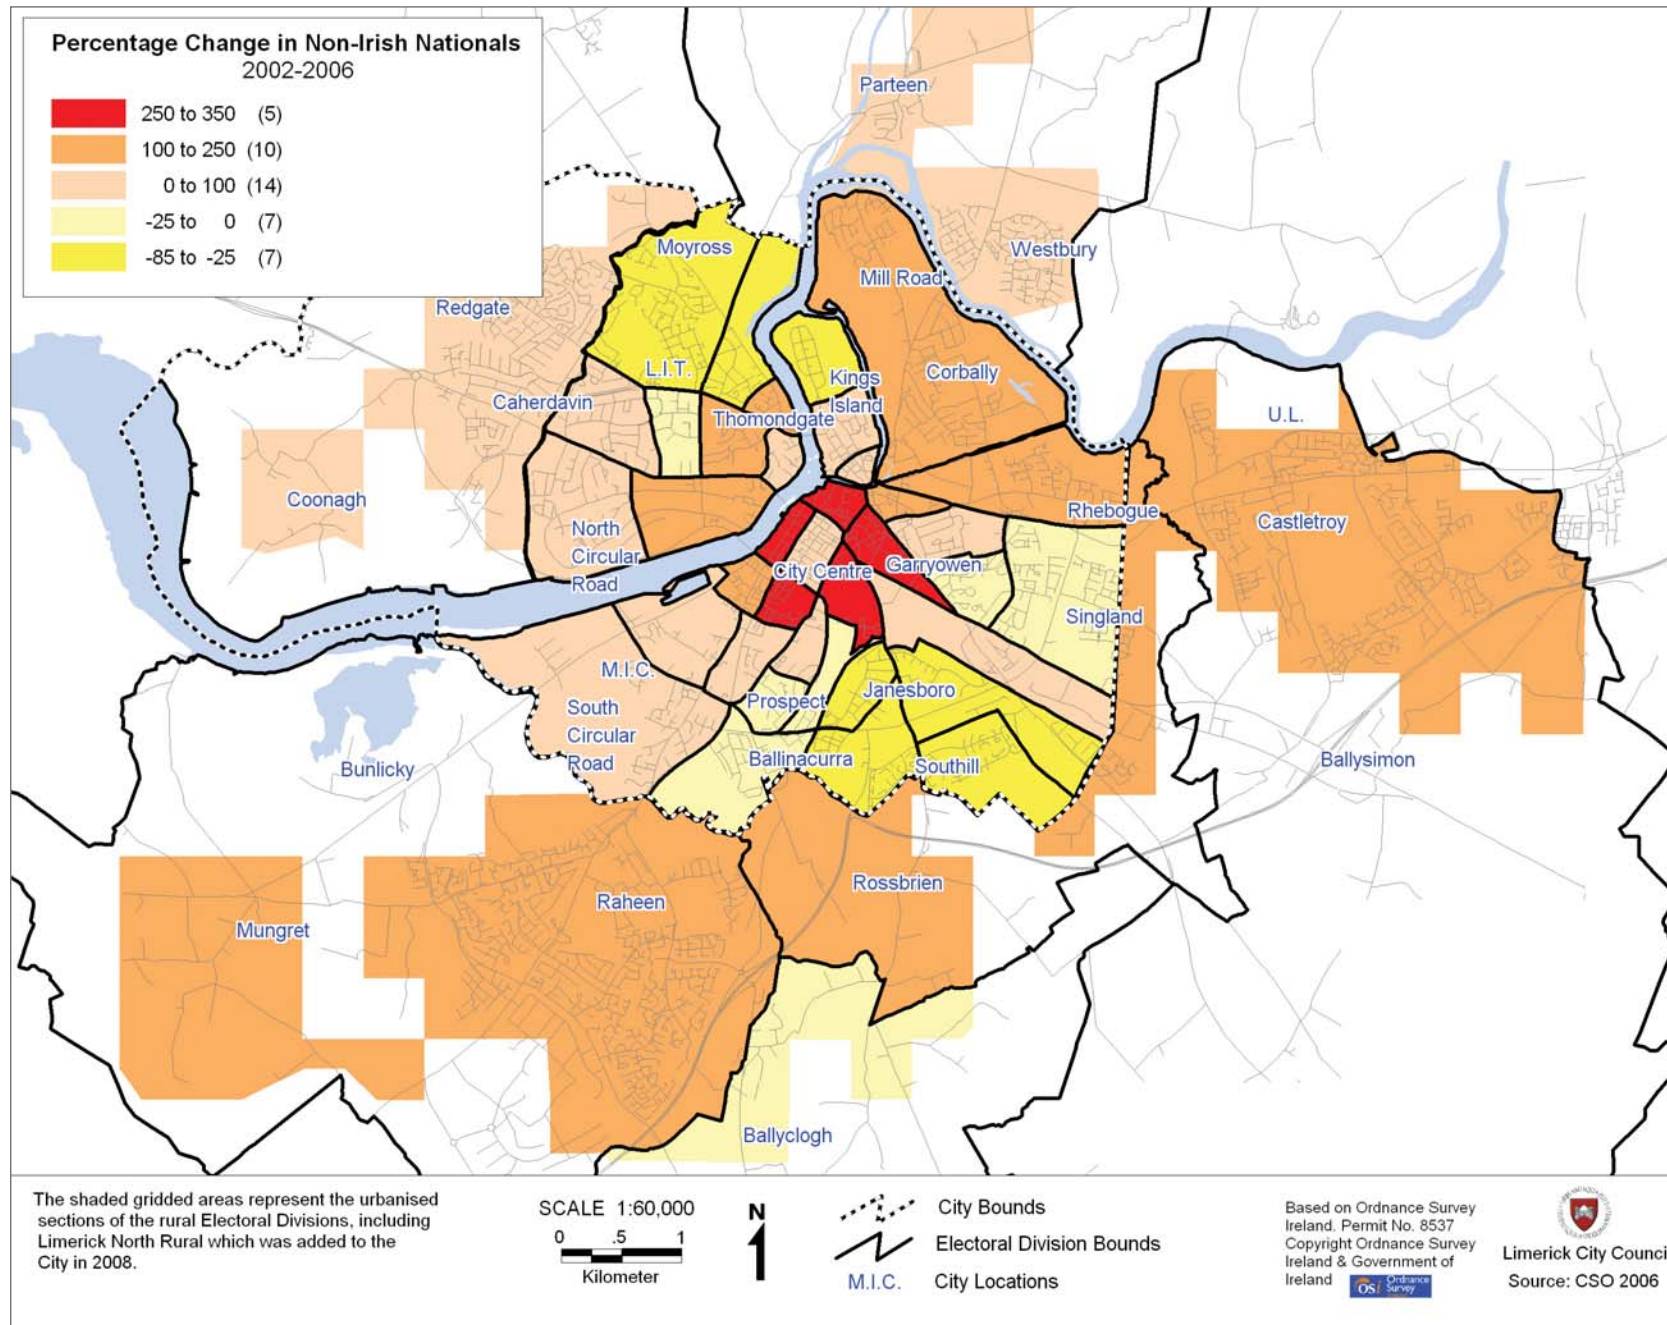 Percentage Change in Non-Irish Nationals
2002-2006
250 to 350 (5)
100 to 250 (10)
0 to 100 (14)
-25 to 0 (7)
-85 to -25 (7)
Parteen
Westbury
Moyross
Mill Road
Redgate
L.I.T.
Kings
Island
Corbally
Caherdavin
Thomondgate
U.L.
Coonagh
North
Circular
Road
Rhebogue
Castletroy
City Centre
Garryowen
Singland
M.I.C.
Prospect
Janesboro
South
Circular
Road
Bunlicky
Ballinacurra
Southill
Ballysimon
Rossbrien
Raheen
Mungret
Ballyclogh
The shaded gridded areas represent the urbanised
sections of the rural Electoral Divisions, including
Limerick North Rural which was added to the
City in 2008.
SCALE 1:60,000
0 .5 1
Kilometer
N
City Bounds
Electoral Division Bounds
M.I.C. City Locations
Based on Ordnance Survey
Ireland. Permit No. 8537
Copyright Ordnance Survey
Ireland & Government of
Ireland
OSi Ordnance
Survey
Limerick City Counci
Source: CSO 2006